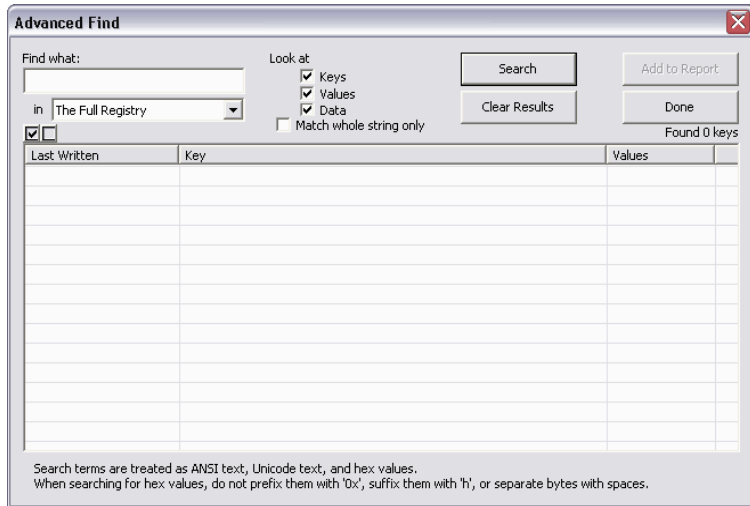 Advanced Find
Find what:
in The Full Registry
Look at
Keys
Values
Data
Match whole string only
Search
Clear Results
Add to Report
Done
Found 0 keys
Last Written Key Values
Search terms are treated as ANSI text, Unicode text, and hex values.
When searching for hex values, do not prefix them with '0x', suffix them with 'h', or separate bytes with spaces.